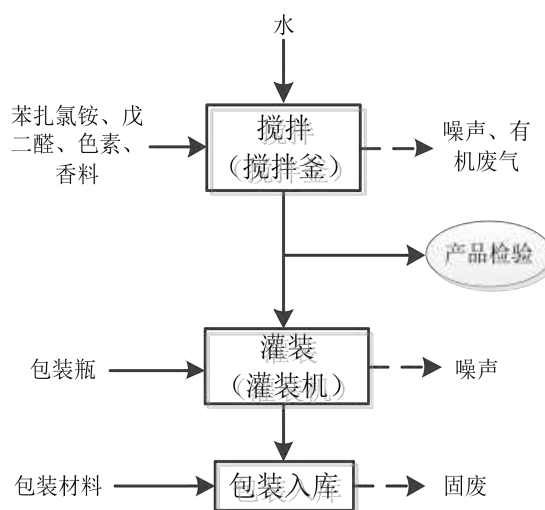 水
苯扎氯铵、戊
二醛、色素、
香料
搅拌
（搅拌釜）
噪声、有
机废气
产品检验
包装瓶
灌装
（灌装机）
噪声
包装材料
包装入库
固废